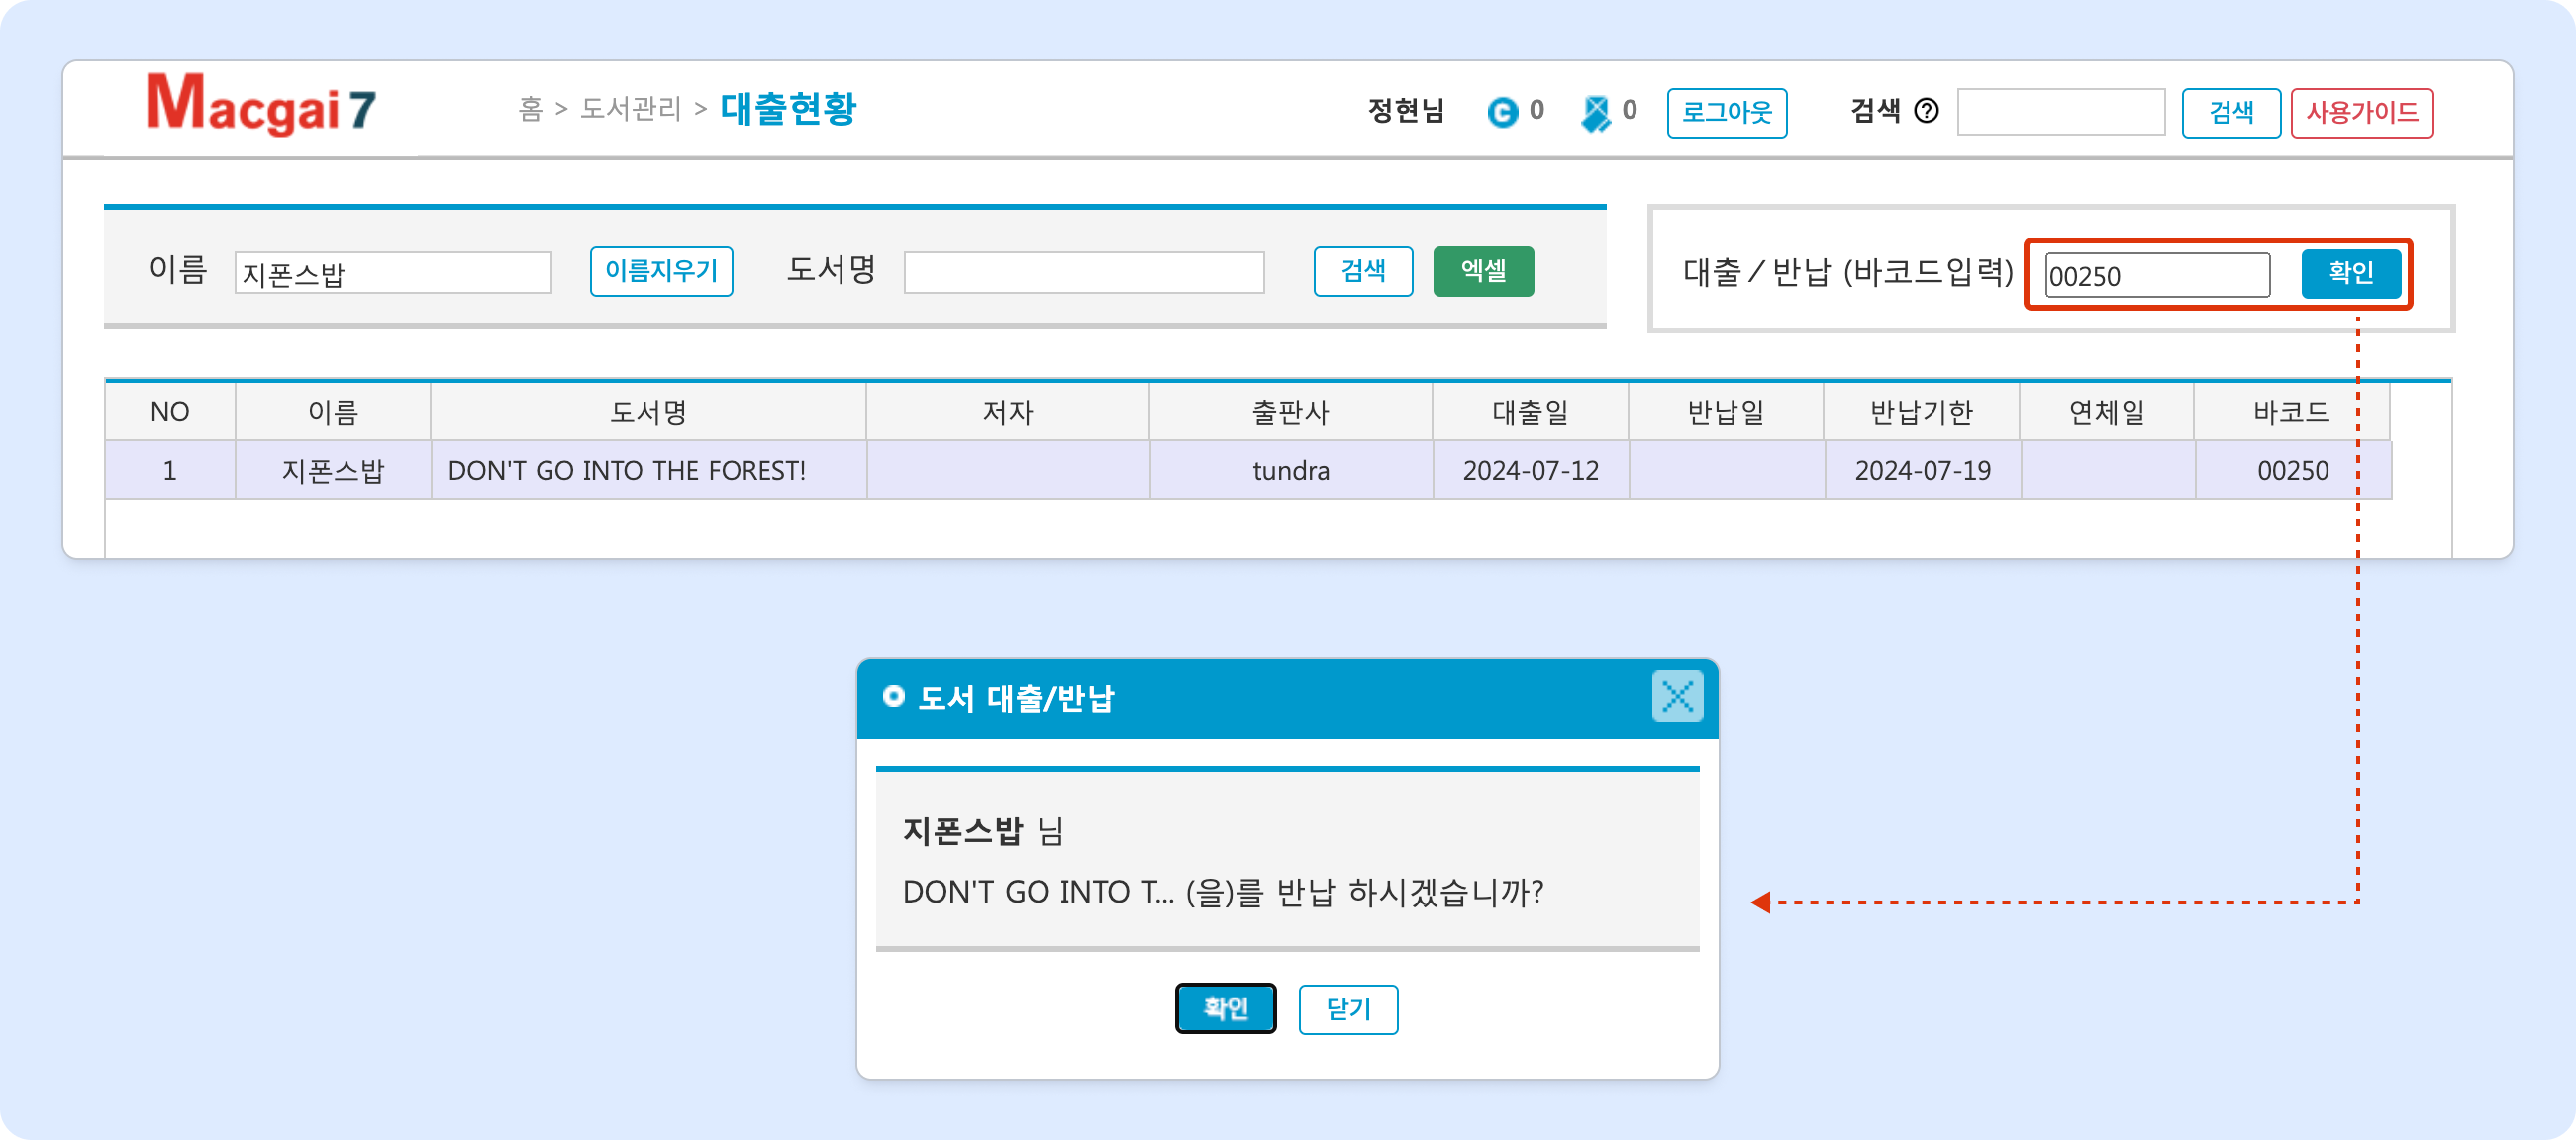 Macgai 7
홈 > 도서관리 > 대출현황
정현님 C 0 0 로그아웃 검색 ? 검색 사용가이드
이름 지폰스밥 이름지우기 도서명 검색 엑셀
대출 / 반납 (바코드입력) 00250 확인
NO 이름 도서명 저자 출판사 대출일 반납일 반납기한 연체일 바코드
1 지폰스밥 DON'T GO INTO THE FOREST! tundra 2024-07-12 2024-07-19 00250
도서 대출/반납
지폰스밥 님
DON'T GO INTO T... (을)를 반납 하시겠습니까?
확인 닫기